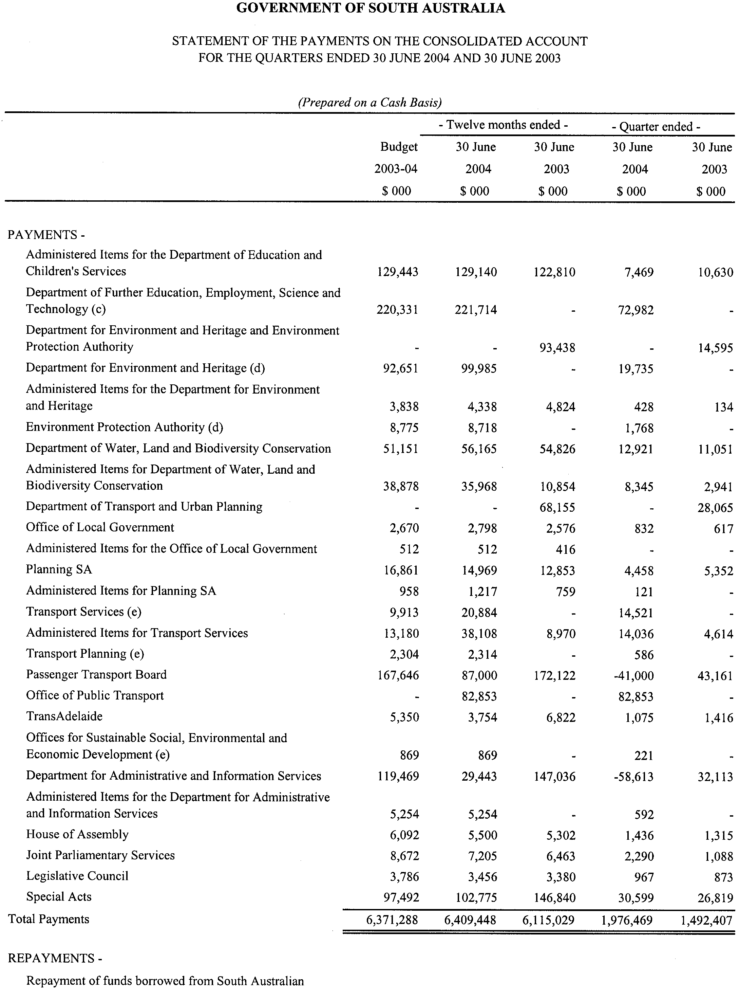 GOVERNMENT OF SOUTH AUSTRALIA
STATEMENT OF THE PAYMENTS ON THE CONSOLIDATED ACCOUNT
FOR THE QUARTERS ENDED 30 JUNE 2004 AND 30 JUNE 2003
(Prepared on a Cash Basis)
- Twelve months ended - - Quarter ended -
Budget 30 June 30 June 30 June 30 June
2003-04 2004 2003 2004 2003
$ 000 $ 000 $ 000 $ 000 $ 000
PAYMENTS -
Administered Items for the Department of Education and
Children's Services 129,443 129,140 122,810 7,469 10,630
Department of Further Education, Employment, Science and
Technology (c) 220,331 221,714 - 72,982 -
Department for Environment and Heritage and Environment
Protection Authority - - 93,438 - 14,595
Department for Environment and Heritage (d) 92,651 99,985 - 19,735 -
Administered Items for the Department for Environment
and Heritage 3,838 4,338 4,824 428 134
Environment Protection Authority (d) 8,775 8,718 - 1,768 -
Department of Water, Land and Biodiversity Conservation 51,151 56,165 54,826 12,921 11,051
Administered Items for Department of Water, Land and
Biodiversity Conservation 38,878 35,968 10,854 8,345 2,941
Department of Transport and Urban Planning - - 68,155 - 28,065
Office of Local Government 2,670 2,798 2,576 832 617
Administered Items for the Office of Local Government 512 512 416 - -
Planning SA 16,861 14,969 12,853 4,458 5,352
Administered Items for Planning SA 958 1,217 759 121 -
Transport Services (e) 9,913 20,884 - 14,521 -
Administered Items for Transport Services 13,180 38,108 8,970 14,036 4,614
Transport Planning (e) 2,304 2,314 - 586 -
Passenger Transport Board 167,646 87,000 172,122 -41,000 43,161
Office of Public Transport - 82,853 - 82,853 -
TransAdelaide 5,350 3,754 6,822 1,075 1,416
Offices for Sustainable Social, Environmental and
Economic Development (e) 869 869 - 221 -
Department for Administrative and Information Services 119,469 29,443 147,036 -58,613 32,113
Administered Items for the Department for Administrative
and Information Services 5,254 5,254 - 592 -
House of Assembly 6,092 5,500 5,302 1,436 1,315
Joint Parliamentary Services 8,672 7,205 6,463 2,290 1,088
Legislative Council 3,786 3,456 3,380 967 873
Special Acts 97,492 102,775 146,840 30,599 26,819
Total Payments 6,371,288 6,409,448 6,115,029 1,976,469 1,492,407
REPAYMENTS -
Repayment of funds borrowed from South Australian